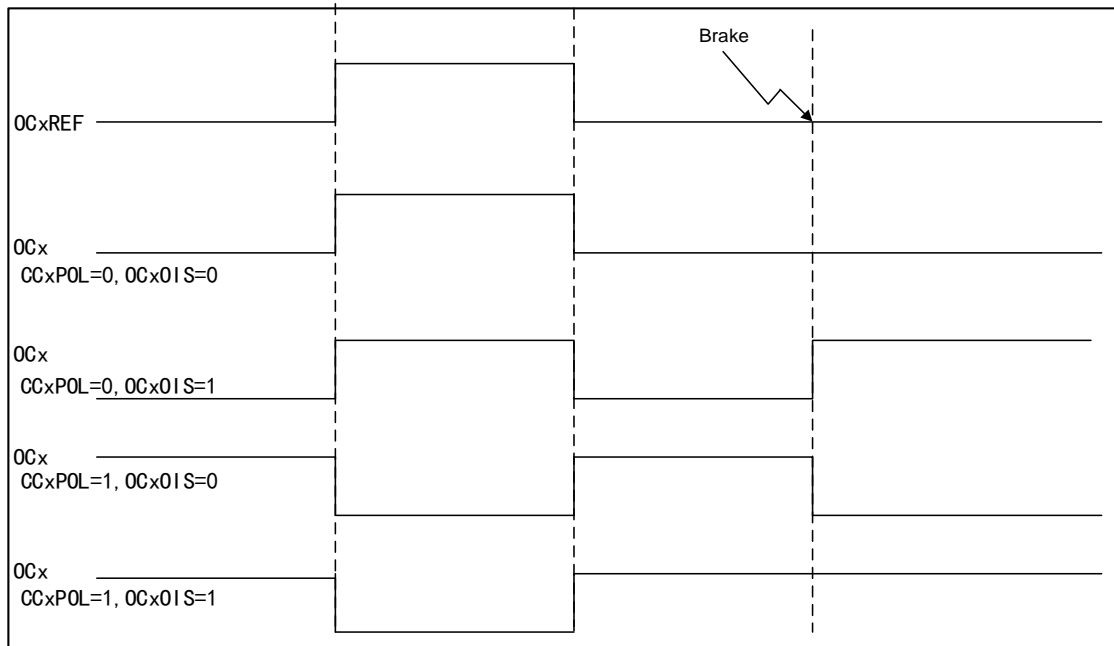 Brake
OCxREF
OCx
CCxPOL=0, OCxOIS=0
OCx
CCxPOL=0, OCxOIS=1
OCx
CCxPOL=1, OCxOIS=0
OCx
CCxPOL=1, OCxOIS=1